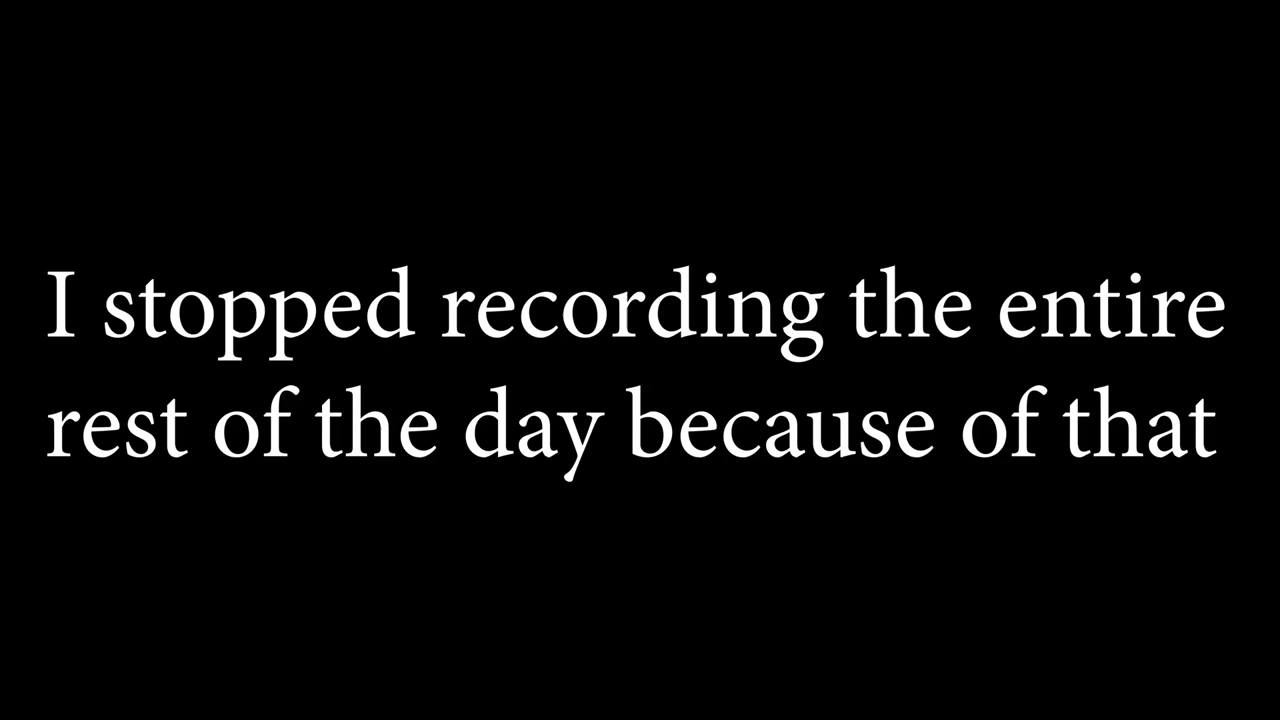 I stopped recording the entire
rest of the day because of that